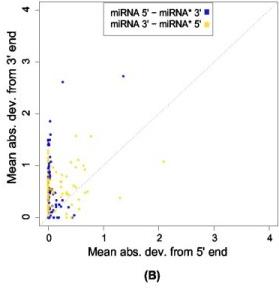 miRNA 5' − miRNA* 3'
miRNA 3' − miRNA* 5'
4
3
2
1
0
Mean abs. dev. from 3' end
0 1 2 3 4
Mean abs. dev. from 5' end
(B)